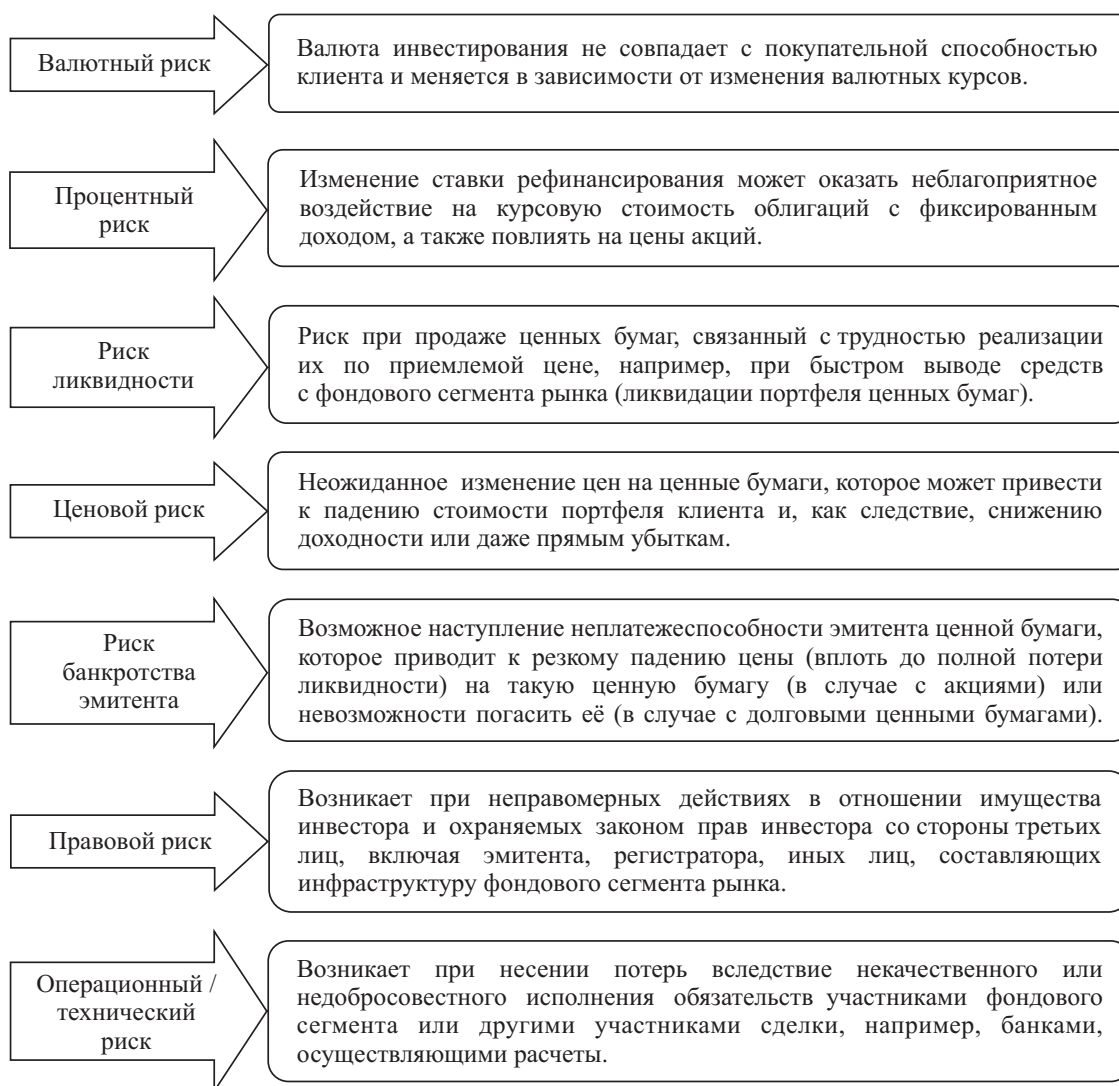 Валютный риск
Валюта инвестирования не совпадает с покупательной способностью
клиента и меняется в зависимости от изменения валютных курсов.
Процентный
риск
Изменение ставки рефинансирования может оказать неблагоприятное
воздействие на курсовую стоимость облигаций с фиксированным
доходом, а также повлиять на цены акций.
Риск
ликвидности
Риск при продаже ценных бумаг, связанный с трудностью реализации
их по приемлемой цене, например, при быстром выводе средств
с фондового сегмента рынка (ликвидации портфеля ценных бумаг).
Ценовой риск
Неожиданное изменение цен на ценные бумаги, которое может привести
к падению стоимости портфеля клиента и, как следствие, снижению
доходности или даже прямым убыткам.
Риск
банкротства
эмитента
Возможное наступление неплатежеспособности эмитента ценной бумаги,
которое приводит к резкому падению цены (вплоть до полной потери
ликвидности) на такую ценную бумагу (в случае с акциями) или
невозможности погасить её (в случае с долговыми ценными бумагами).
Правовой риск
Возникает при неправомерных действиях в отношении имущества
инвестора и охраняемых законом прав инвестора со стороны третьих
лиц, включая эмитента, регистратора, иных лиц, составляющих
инфраструктуру фондового сегмента рынка.
Операционный /
технический
риск
Возникает при несении потерь вследствие некачественного или
недобросовестного исполнения обязательств участниками фондового
сегмента или другими участниками сделки, например, банками,
осуществляющими расчеты.